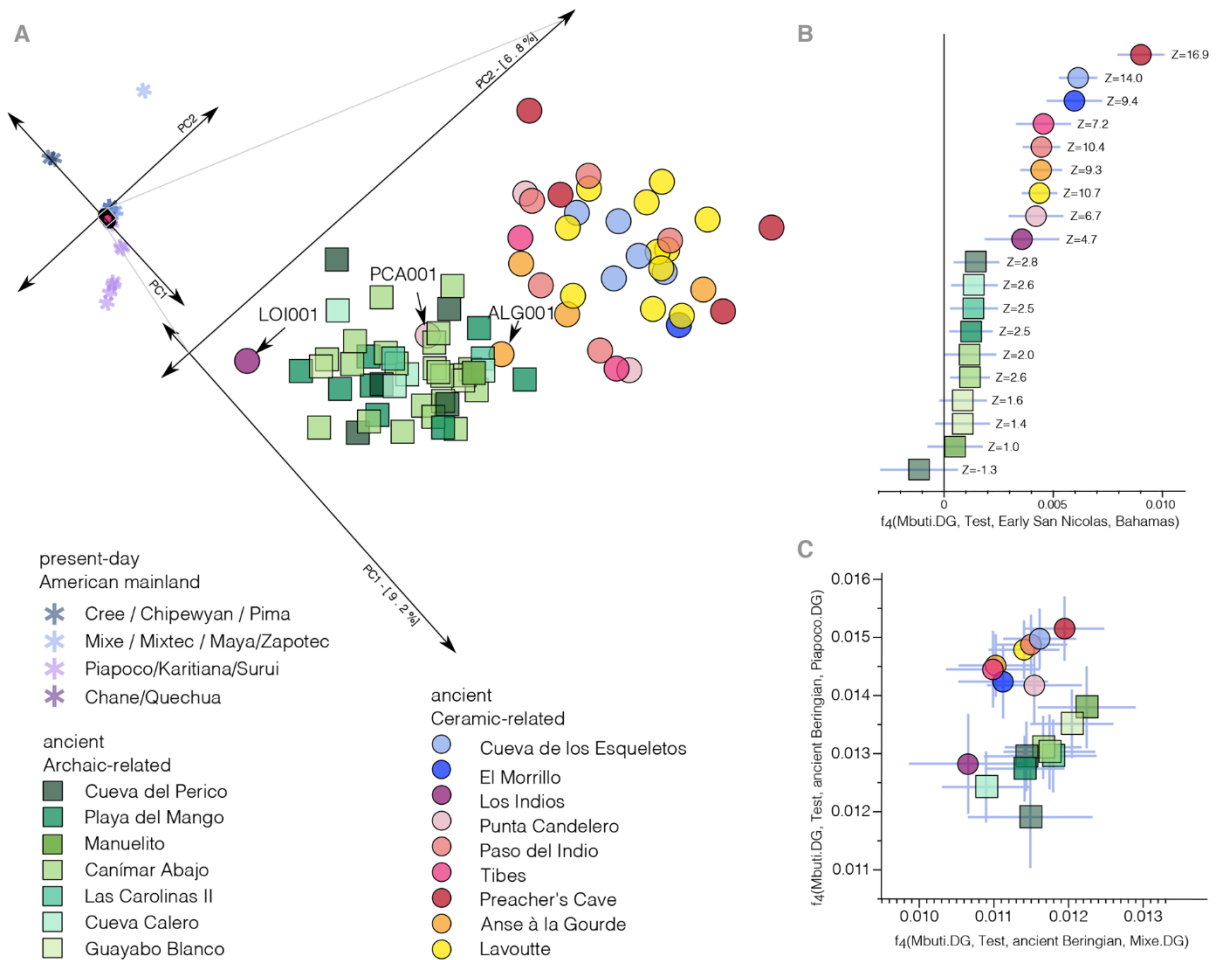 A
PC2 - [6.8%]
PC2
PC1
LOI001
PCA001
ALG001
PC1 - [9.2%]
present-day
American mainland
Cree / Chipewyan / Pima
Mixe / Mixtec / Maya/Zapotec
Piapoco/Karitiana/Surui
Chane/Quechua
ancient
Archaic-related
Cueva del Perico
Playa del Mango
Manuelito
Canímar Abajo
Las Carolinas II
Cueva Calero
Guayabo Blanco
ancient
Ceramic-related
Cueva de los Esqueletos
El Morrillo
Los Indios
Punta Candelero
Paso del Indio
Tibes
Preacher's Cave
Anse à la Gourde
Lavoutte
B
Z=16.9
Z=14.0
Z=9.4
Z=7.2
Z=10.4
Z=9.3
Z=10.7
Z=6.7
Z=4.7
Z=2.8
Z=2.6
Z=2.5
Z=2.5
Z=2.0
Z=2.6
Z=1.6
Z=1.4
Z=1.0
Z=-1.3
0 0.005 0.010
f4(Mbuti.DG, Test, Early San Nicolas, Bahamas)
C
f4(Mbuti.DG, Test, ancient Beringian, Piapoco.DG)
0.016
0.015
0.014
0.013
0.012
0.011
0.010 0.011 0.012 0.013
f4(Mbuti.DG, Test, ancient Beringian, Mixe.DG)